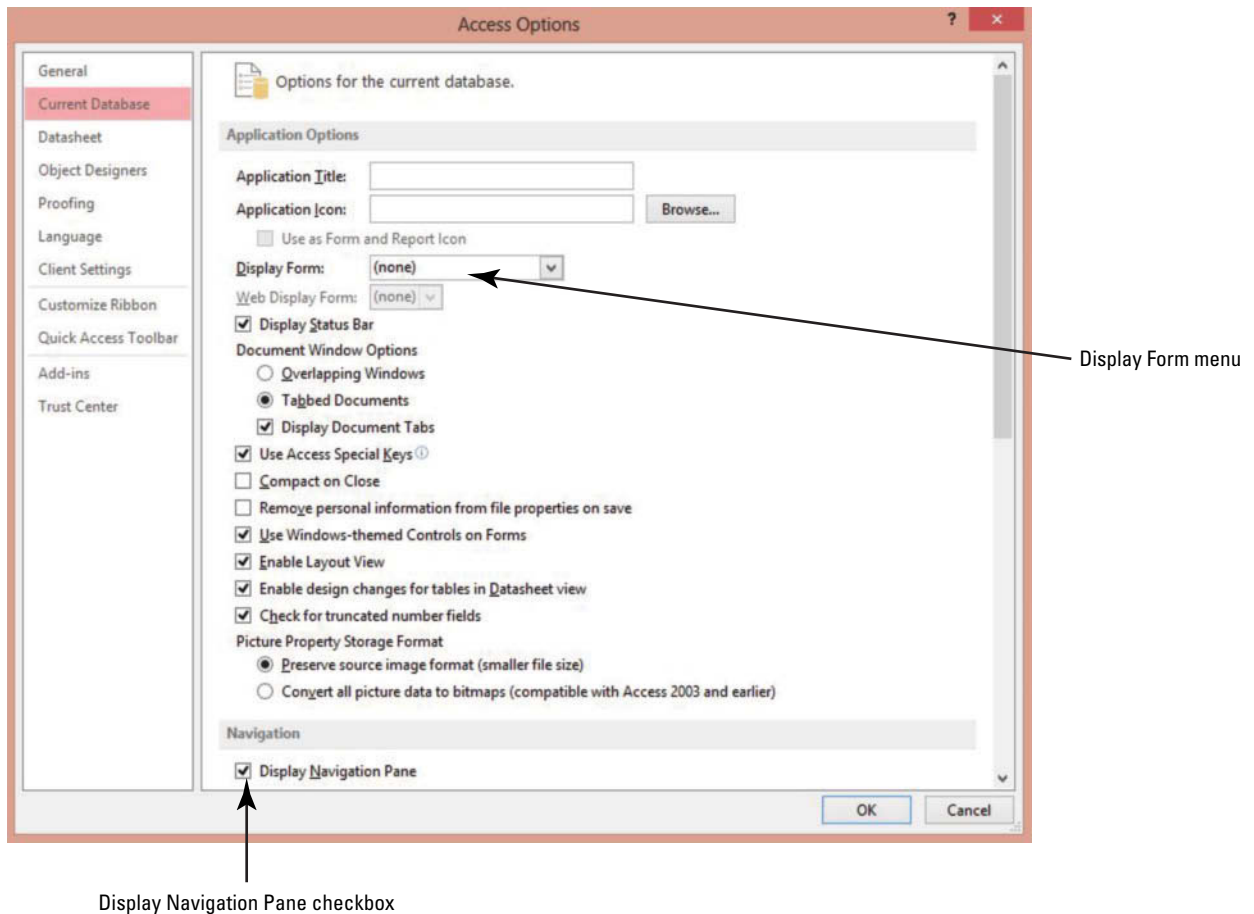 Access Options
?
General
Current Database
Datasheet
Object Designers
Proofing
Language
Client Settings
Customize Ribbon
Quick Access Toolbar
Add-ins
Trust Center
Options for the current database.
Application Options
Application Title:
Application Icon:
Browse...
Use as Form and Report Icon
Display Form: (none)
Web Display Form: (none)
Display Status Bar
Document Window Options
Overlapping Windows
Tabbed Documents
Display Document Tabs
Use Access Special Keys
Compact on Close
Remove personal information from file properties on save
Use Windows-themed Controls on Forms
Enable Layout View
Enable design changes for tables in Datasheet view
Check for truncated number fields
Picture Property Storage Format
Preserve source image format (smaller file size)
Convert all picture data to bitmaps (compatible with Access 2003 and earlier)
Navigation
Display Navigation Pane
OK
Cancel
Display Form menu
Display Navigation Pane checkbox